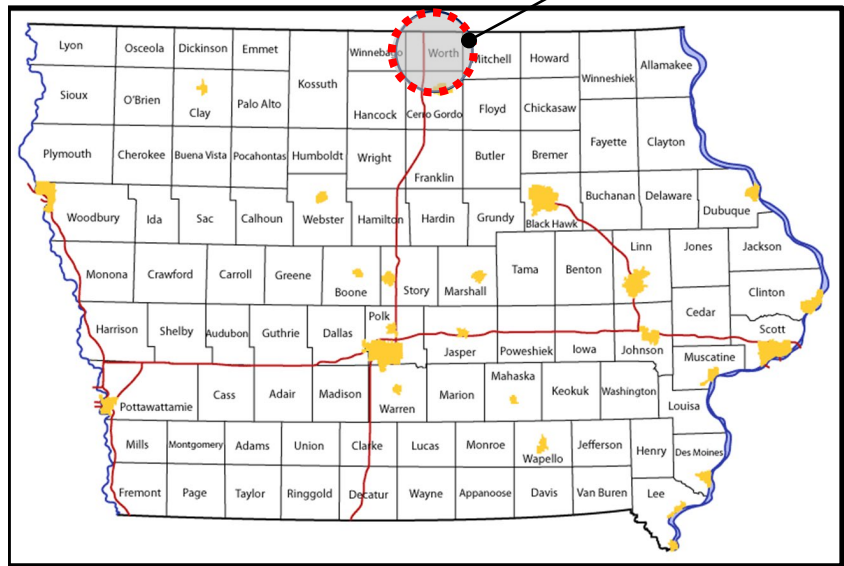 Lyon
Osceola
Dickinson
Emmet
Kossuth
Winnebago
Worth
Mitchell
Howard
Winneshiek
Allamakee
Sioux
O'Brien
Clay
Palo Alto
Hancock
Cerro Gordo
Floyd
Chickasaw
Fayette
Clayton
Plymouth
Cherokee
Buena Vista
Pocahontas
Humboldt
Wright
Franklin
Butler
Bremer
Woodbury
Ida
Sac
Calhoun
Webster
Hamilton
Hardin
Grundy
Black Hawk
Buchanan
Delaware
Dubuque
Monona
Crawford
Carroll
Greene
Boone
Story
Marshall
Tama
Benton
Linn
Jones
Jackson
Clinton
Harrison
Shelby
Audubon
Guthrie
Dallas
Polk
Jasper
Poweshiek
Iowa
Johnson
Cedar
Scott
Muscatine
Pottawattamie
Cass
Adair
Madison
Warren
Marion
Mahaska
Keokuk
Washington
Louisa
Mills
Montgomery
Adams
Union
Clarke
Lucas
Monroe
Wapello
Jefferson
Henry
Des Moines
Fremont
Page
Taylor
Ringgold
Decatur
Wayne
Appanoose
Davis
Van Buren
Lee